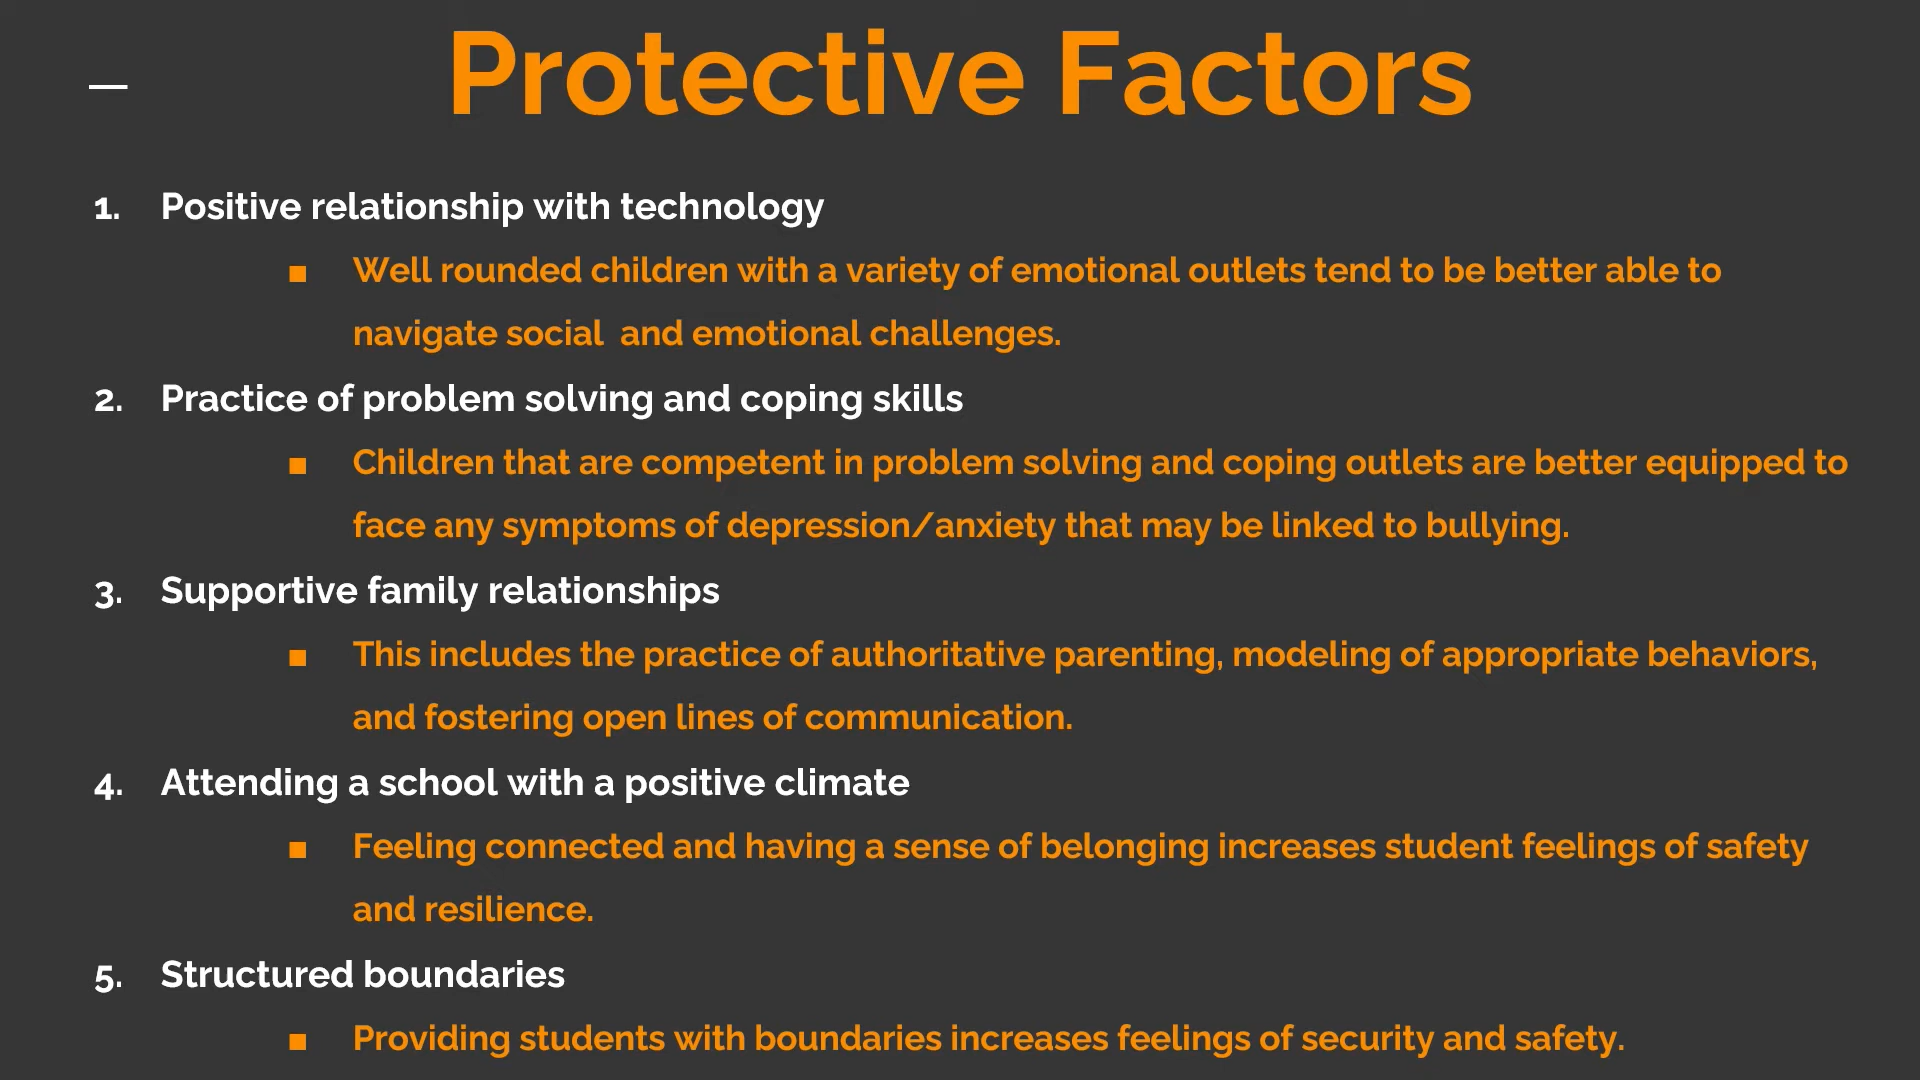 Protective Factors
1. Positive relationship with technology
■ Well rounded children with a variety of emotional outlets tend to be better able to
navigate social  and emotional challenges.
2. Practice of problem solving and coping skills
■ Children that are competent in problem solving and coping outlets are better equipped to
face any symptoms of depression/anxiety that may be linked to bullying.
3. Supportive family relationships
■ This includes the practice of authoritative parenting, modeling of appropriate behaviors,
and fostering open lines of communication.
4. Attending a school with a positive climate
■ Feeling connected and having a sense of belonging increases student feelings of safety
and resilience.
5. Structured boundaries
■ Providing students with boundaries increases feelings of security and safety.